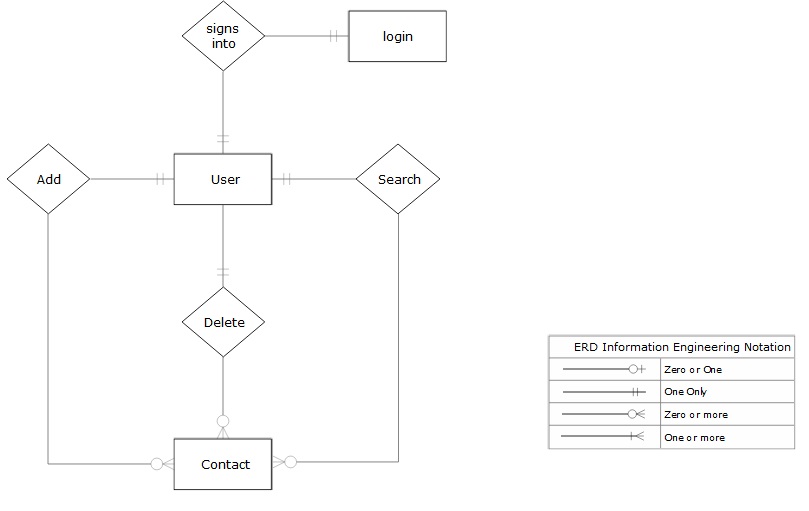 signs
into
login
Add
User
Search
Delete
Contact
ERD Information Engineering Notation
Zero or One
One Only
Zero or more
One or more